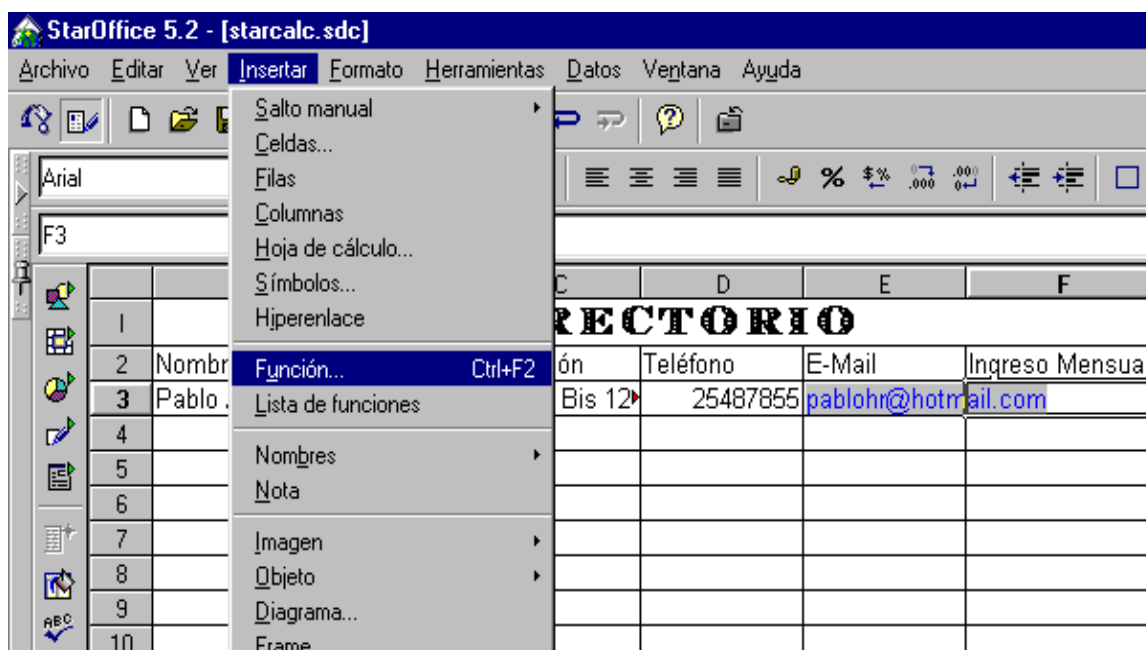 StarOffice 5.2 - [starcalc.sdc]
Archivo Editar Ver Insertar Formato Herramientas Datos Ventana Ayuda
Salto manual
Celdas...
Arial
Filas
% $% .000 .000
Columnas
F3
Hoja de cálculo...
Símbolos...
C D E F
Hiperenlace
1 RECTORIO
2 Nombr ón Teléfono E-Mail Ingreso Mensua
Función... Ctrl+F2
3 Pablo Bis 12 25487855 pablohr@hotmail.com
Lista de funciones
4
Nombres
5
Nota
6
7
Imagen
8
Objeto
9
Diagrama...
ABC
10
Frame